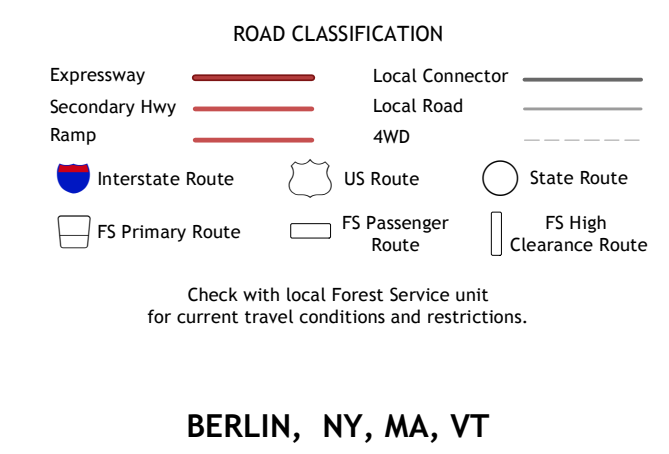 ROAD CLASSIFICATION
Expressway
Local Connector
Secondary Hwy
Local Road
Ramp
4WD
Interstate Route
US Route
State Route
FS Primary Route
FS Passenger
Route
FS High
Clearance Route
Check with local Forest Service unit
for current travel conditions and restrictions.
BERLIN,  NY, MA, VT